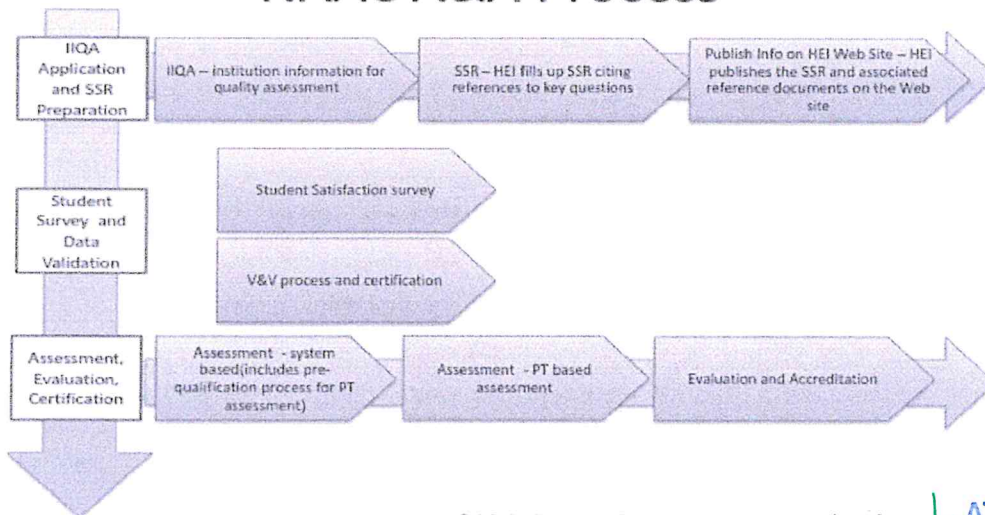 IIQA
Application
and SSR
Preparation
IIQA – institution information for
quality assessment
SSR – HEI fills up SSR citing
references to key questions
Publish Info on HEI Web Site – HEI
publishes the SSR and associated
reference documents on the Web
site
Student
Survey and
Data
Validation
Student Satisfaction survey
V&V process and certification
Assessment,
Evaluation,
Certification
Assessment - system
based(includes pre-
qualification process for PT
assessment)
Assessment - PT based
assessment
Evaluation and Accreditation